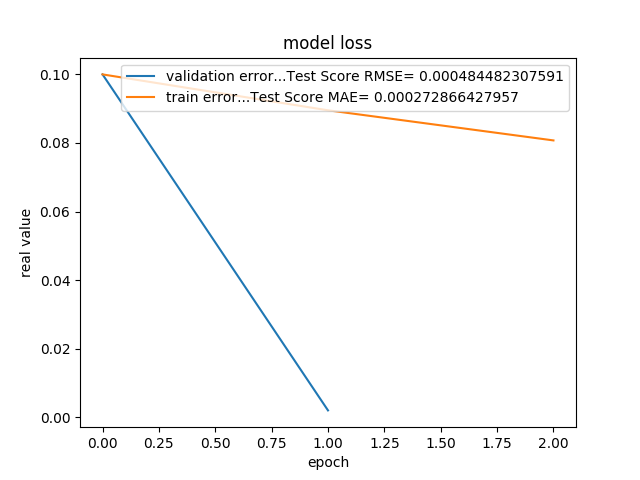 model loss
validation error...Test Score RMSE= 0.000484482307591
train error...Test Score MAE= 0.000272866427957
0.10
0.08
0.06
0.04
0.02
0.00
real value
0.00 0.25 0.50 0.75 1.00 1.25 1.50 1.75 2.00
epoch